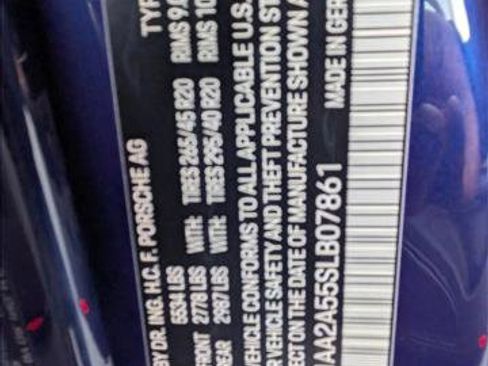 BY DR. ING. H.C. F. PORSCHE AG TYP
5534 LBS
FRONT 2778 LBS WITH: TIRES 265/45 R20 RIMS 9.
REAR 2987 LBS WITH: TIRES 295/40 R20 RIMS 10
VEHICLE CONFORMS TO ALL APPLICABLE U.S.
R VEHICLE SAFETY AND THEFT PREVENTION ST
ECT ON THE DATE OF MANUFACTURE SHOWN A
AA2A55SLB07861 MADE IN GER